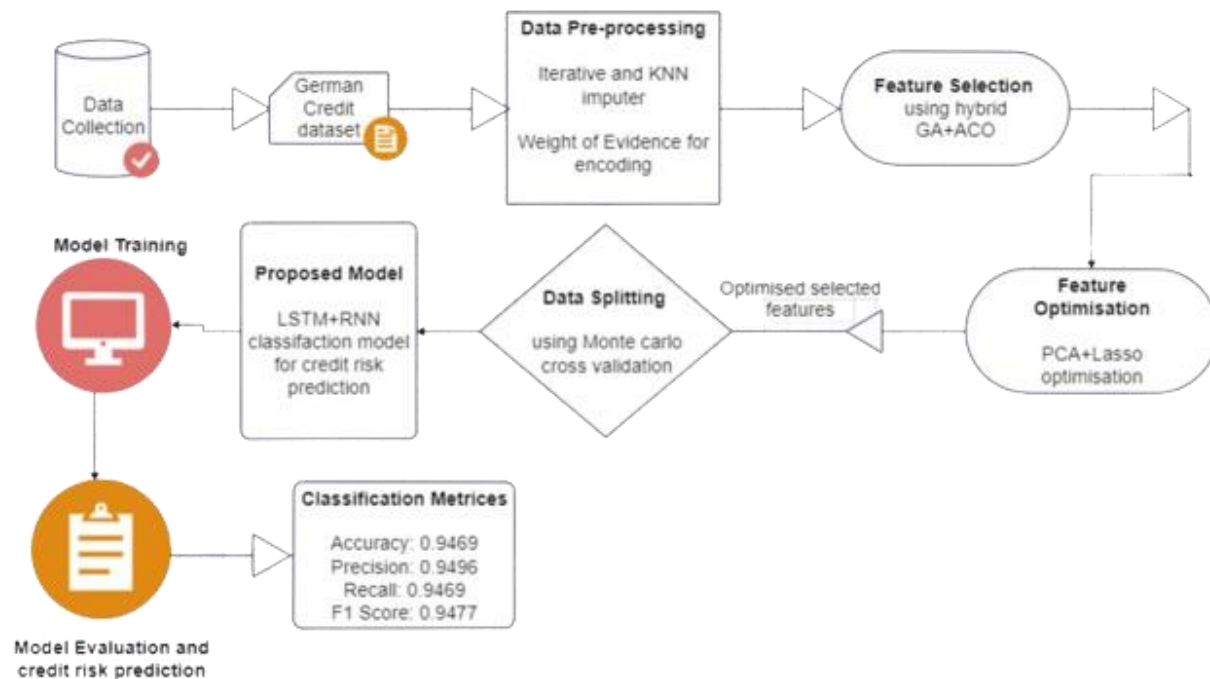 Data
Collection
German
Credit
dataset
Data Pre-processing
Iterative and KNN
imputer
Weight of Evidence for
encoding
Feature Selection
using hybrid
GA+ACO
Feature
Optimisation
PCA+Lasso
optimisation
Optimised selected
features
Data Splitting
using Monte carlo
cross validation
Proposed Model
LSTM+RNN
classifaction model
for credit risk
prediction
Model Training
Model Evaluation and
credit risk prediction
Classification Metrices
Accuracy: 0.9469
Precision: 0.9496
Recall: 0.9469
F1 Score: 0.9477